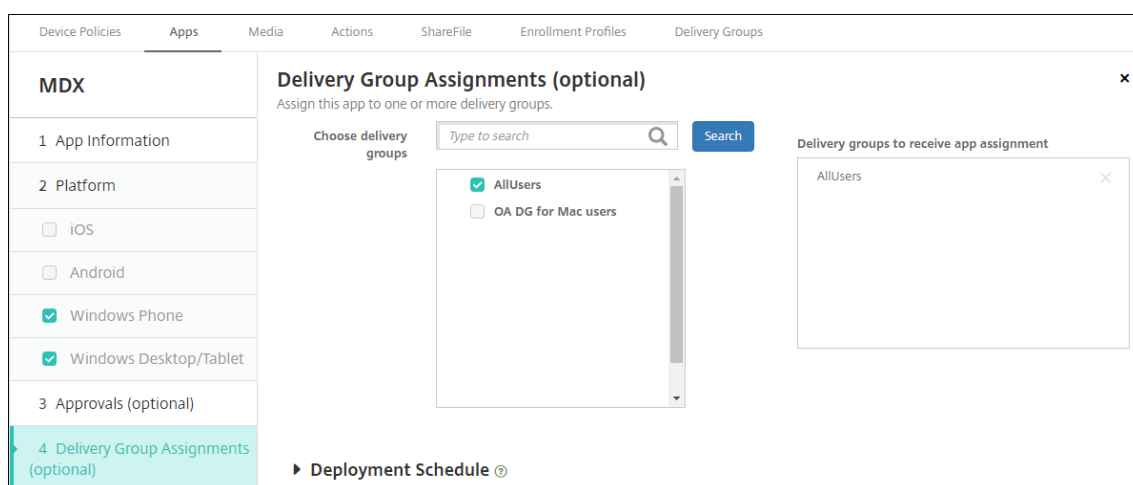 Device Policies Apps Media Actions ShareFile Enrollment Profiles Delivery Groups
MDX
1 App Information
2 Platform
iOS
Android
Windows Phone
Windows Desktop/Tablet
3 Approvals (optional)
4 Delivery Group Assignments
(optional)
Delivery Group Assignments (optional)
Assign this app to one or more delivery groups.
Choose delivery
groups
Type to search
Search
AllUsers
OA DG for Mac users
Delivery groups to receive app assignment
AllUsers
Deployment Schedule